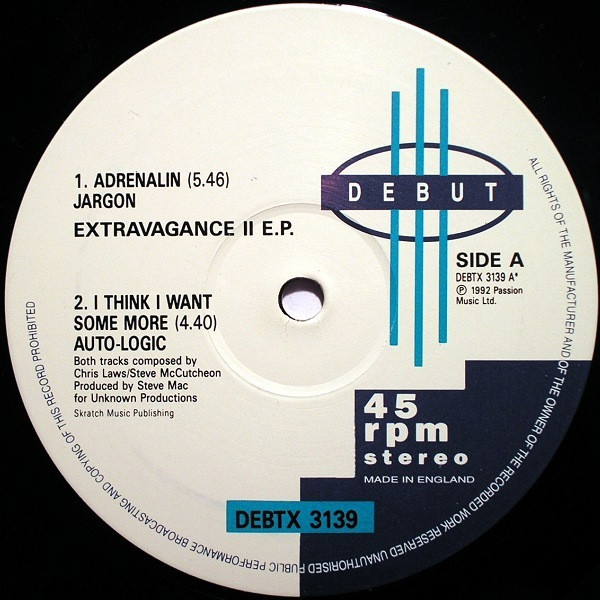 1. ADRENALIN (5.46)
JARGON
EXTRAVAGANCE II E.P.
2. I THINK I WANT
SOME MORE (4.40)
AUTO-LOGIC
Both tracks composed by
Chris Laws/Steve McCutcheon
Produced by Steve Mac
for Unknown Productions
Skratch Music Publishing
DEBUT
SIDE A
DEBTX 3139 A*
℗ 1992 Passion
Music Ltd.
45
rpm
stereo
MADE IN ENGLAND
DEBTX 3139
ALL RIGHTS OF THE MANUFACTURER AND OF THE OWNER OF THE RECORDED WORK RESERVED UNAUTHORISED PUBLIC PERFORMANCE BROADCASTING AND COPYING OF THIS RECORD PROHIBITED